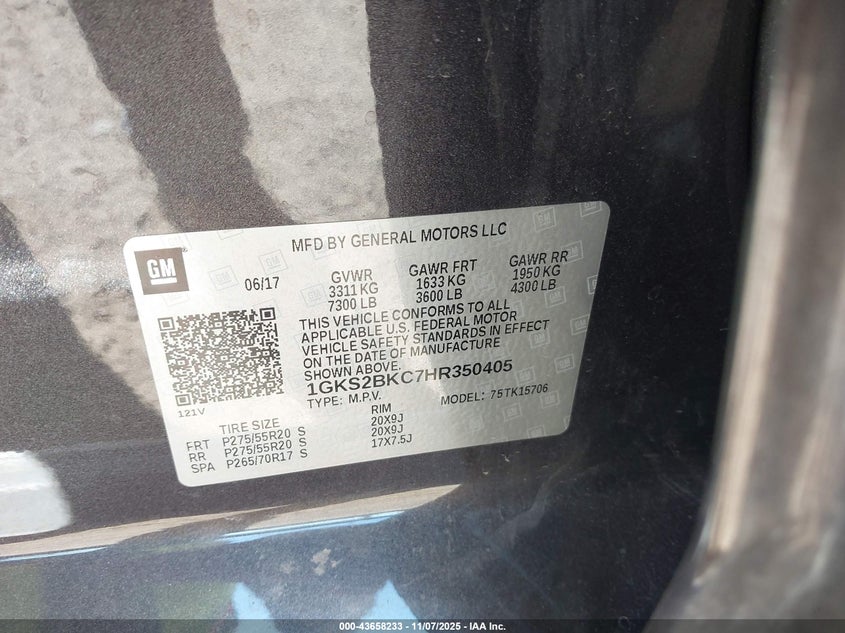 MFD BY GENERAL MOTORS LLC
GM
®
06/17
GVWR GAWR FRT GAWR RR
3311 KG 1633 KG 1950 KG
7300 LB 3600 LB 4300 LB
THIS VEHICLE CONFORMS TO ALL
APPLICABLE U.S. FEDERAL MOTOR
VEHICLE SAFETY STANDARDS IN EFFECT
ON THE DATE OF MANUFACTURE
SHOWN ABOVE.
1GKS2BKC7HR350405
TYPE: M.P.V. MODEL: 75TK15706
121V
TIRE SIZE RIM
FRT P275/55R20 S 20X9J
RR P275/55R20 S 20X9J
SPA P265/70R17 S 17X7.5J
000-43658233 - 11/07/2025 - IAA Inc.